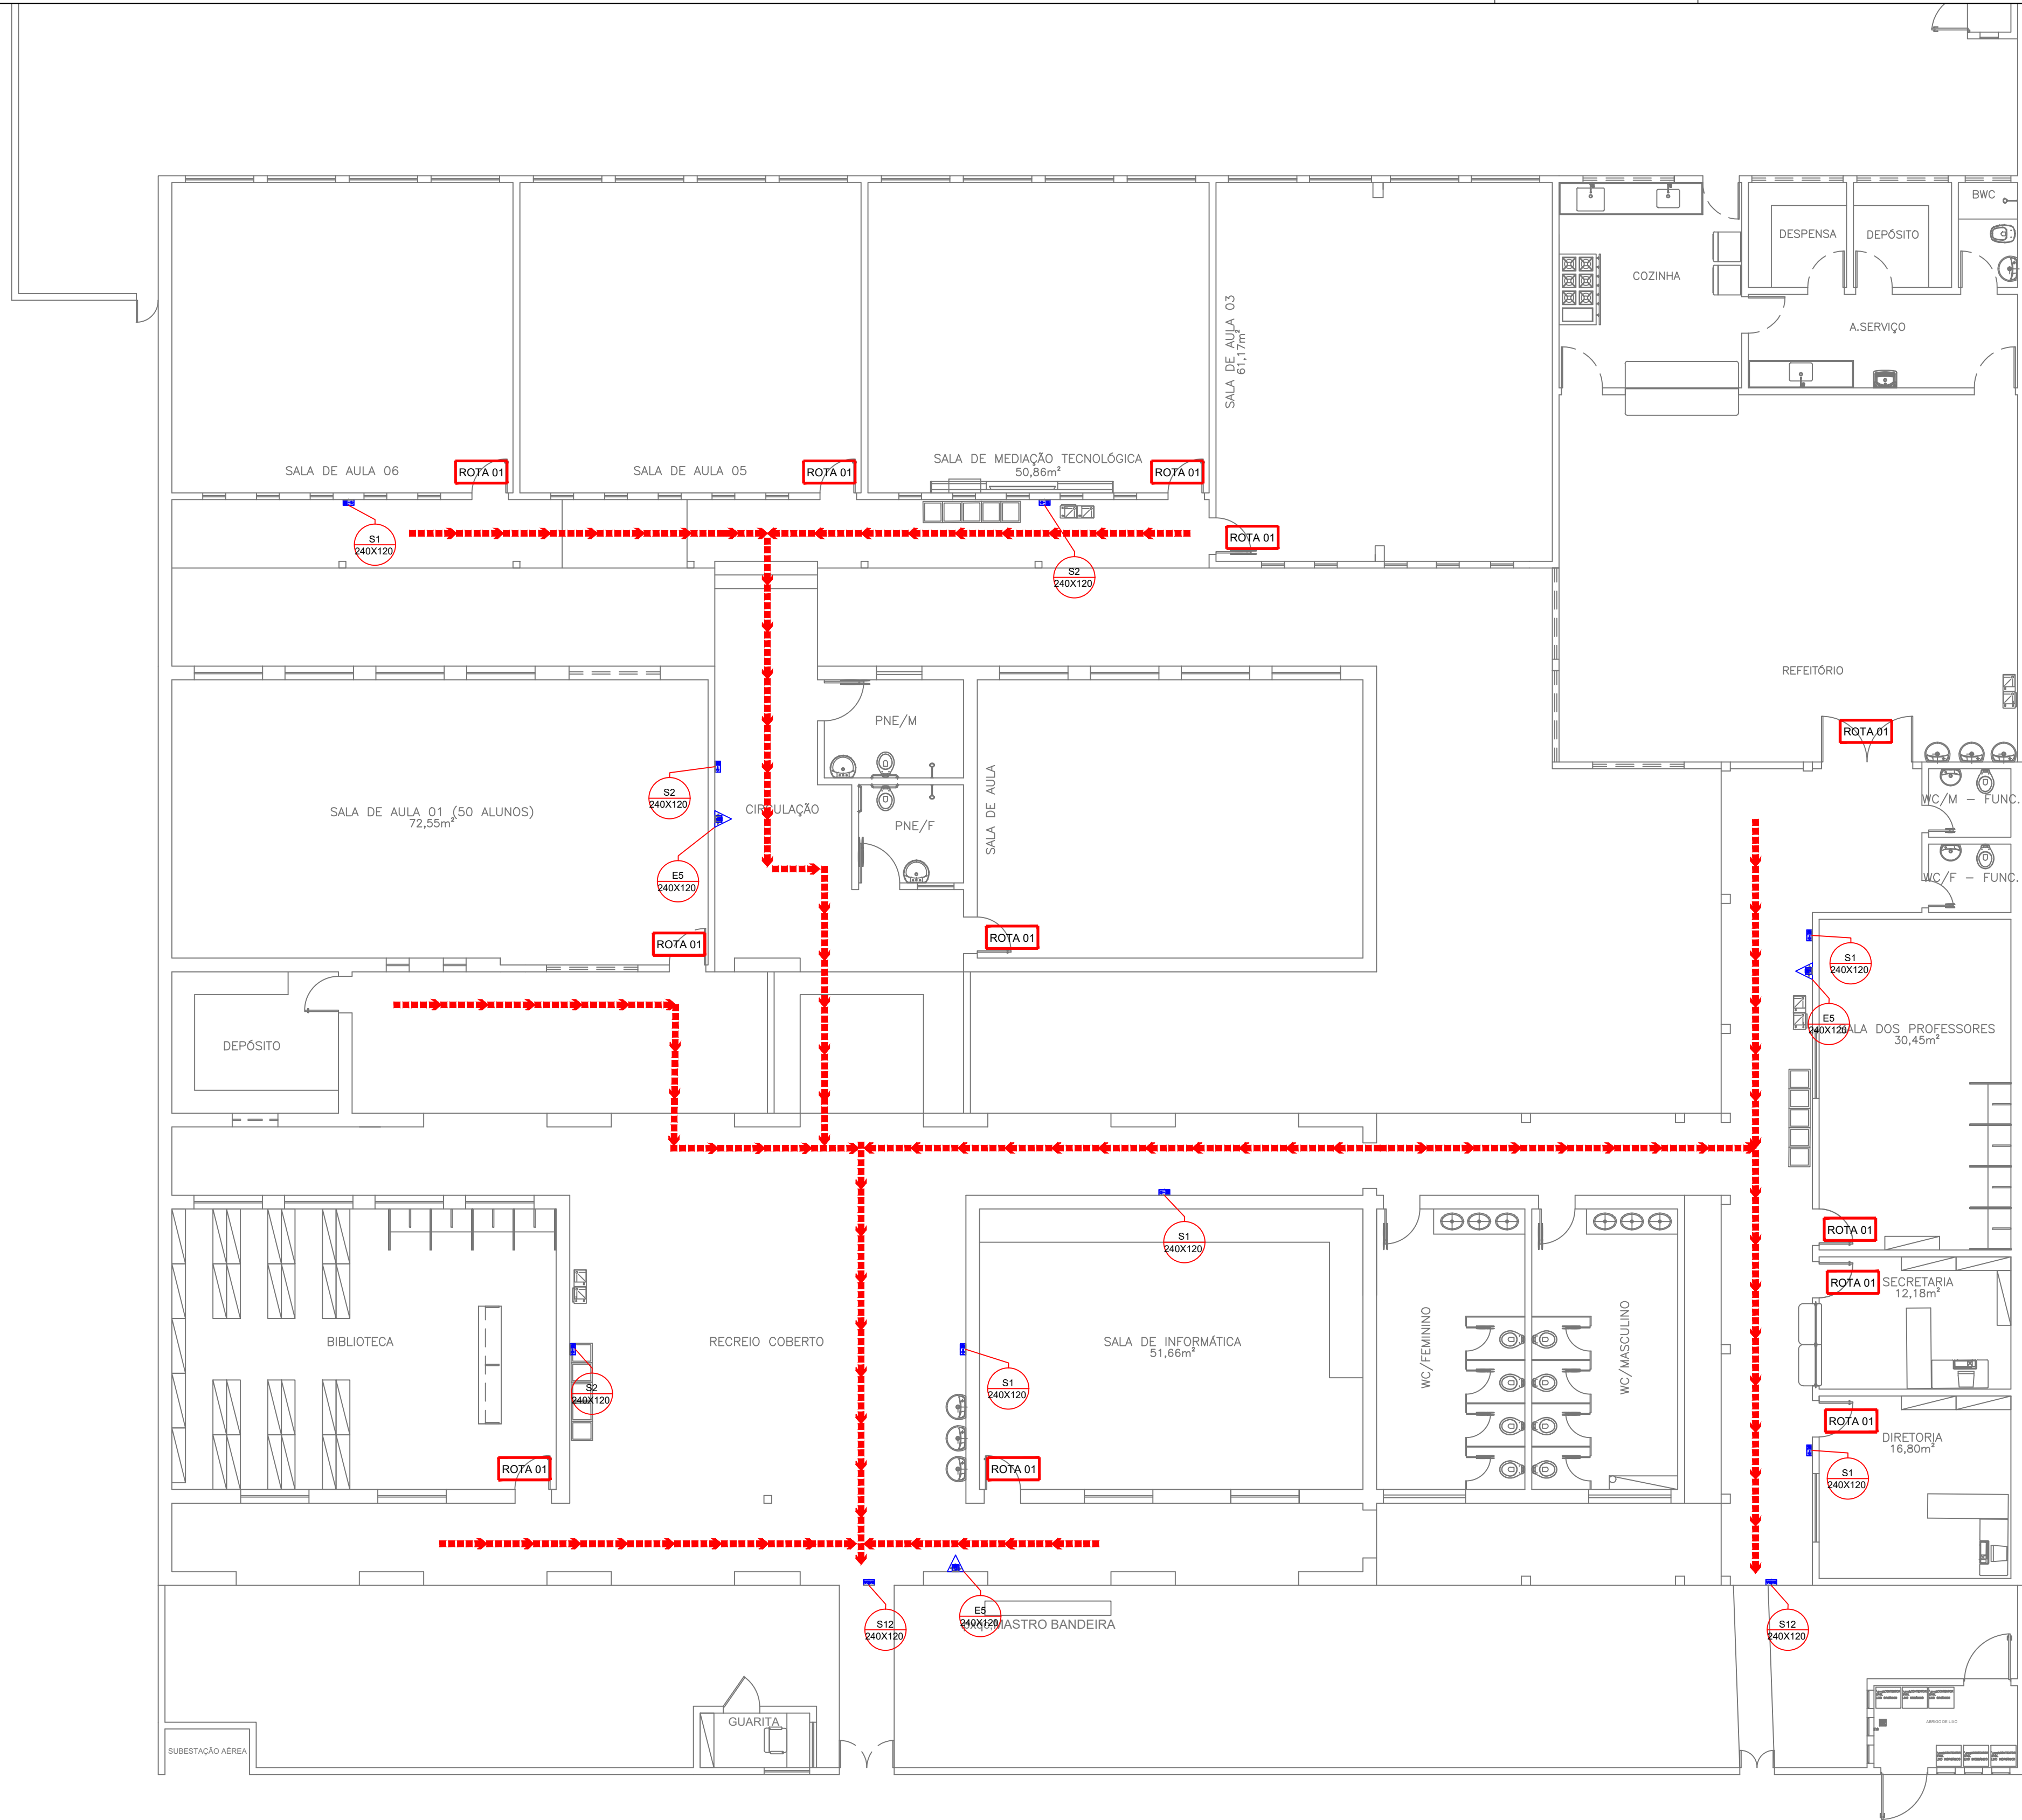 BWC
DESPENSA
DEPÓSITO
COZINHA
A.SERVIÇO
SALA DE AULA 03
61,17m²
SALA DE AULA 06
ROTA 01
SALA DE AULA 05
ROTA 01
SALA DE MEDIAÇÃO TECNOLÓGICA
50,86m²
ROTA 01
ROTA 01
S1
240X120
S2
240X120
REFEITÓRIO
ROTA 01
PNE/M
S2
240X120
SALA DE AULA 01 (50 ALUNOS)
72,55m²
CIRCULAÇÃO
PNE/F
SALA DE AULA
WC/M - FUNC.
WC/F - FUNC.
E5
240X120
ROTA 01
ROTA 01
S1
240X120
E5
240X120
SALA DOS PROFESSORES
30,45m²
DEPÓSITO
S1
240X120
ROTA 01
ROTA 01
SECRETARIA
12,18m²
BIBLIOTECA
RECREIO COBERTO
SALA DE INFORMÁTICA
51,66m²
WC/FEMININO
WC/MASCULINO
S2
240X120
S1
240X120
ROTA 01
DIRETORIA
16,80m²
ROTA 01
ROTA 01
S1
240X120
S12
240X120
E5
240X120
MASTRO BANDEIRA
S12
240X120
GUARITA
SUBESTAÇÃO AÉREA
ABRIGO DE LIXO